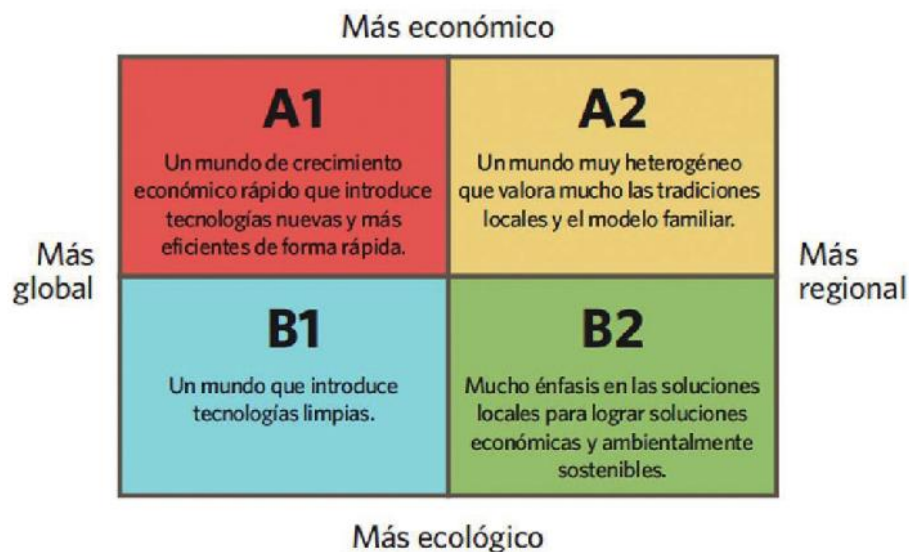 Más económico
A1
Un mundo de crecimiento
económico rápido que introduce
tecnologías nuevas y más
eficientes de forma rápida.
A2
Un mundo muy heterogéneo
que valora mucho las tradiciones
locales y el modelo familiar.
Más
global
Más
regional
B1
Un mundo que introduce
tecnologías limpias.
B2
Mucho énfasis en las soluciones
locales para lograr soluciones
económicas y ambientalmente
sostenibles.
Más ecológico